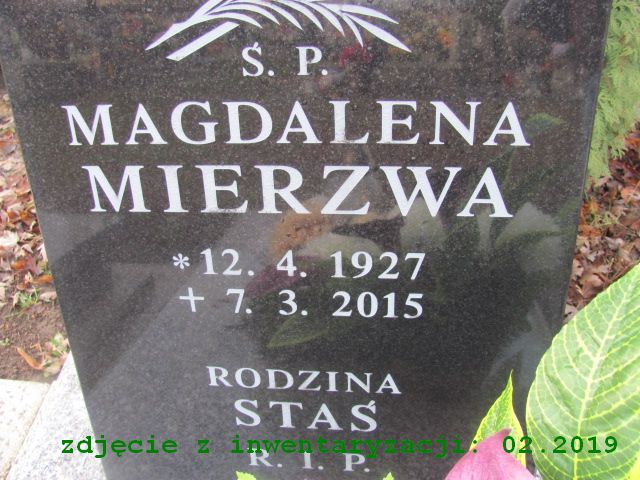 Ś. P.
MAGDALENA
MIERZWA
* 12. 4. 1927
+ 7. 3. 2015
RODZINA
STAŚ
zdjęcie z inwentaryzacji: 02.2019
R. I. P.